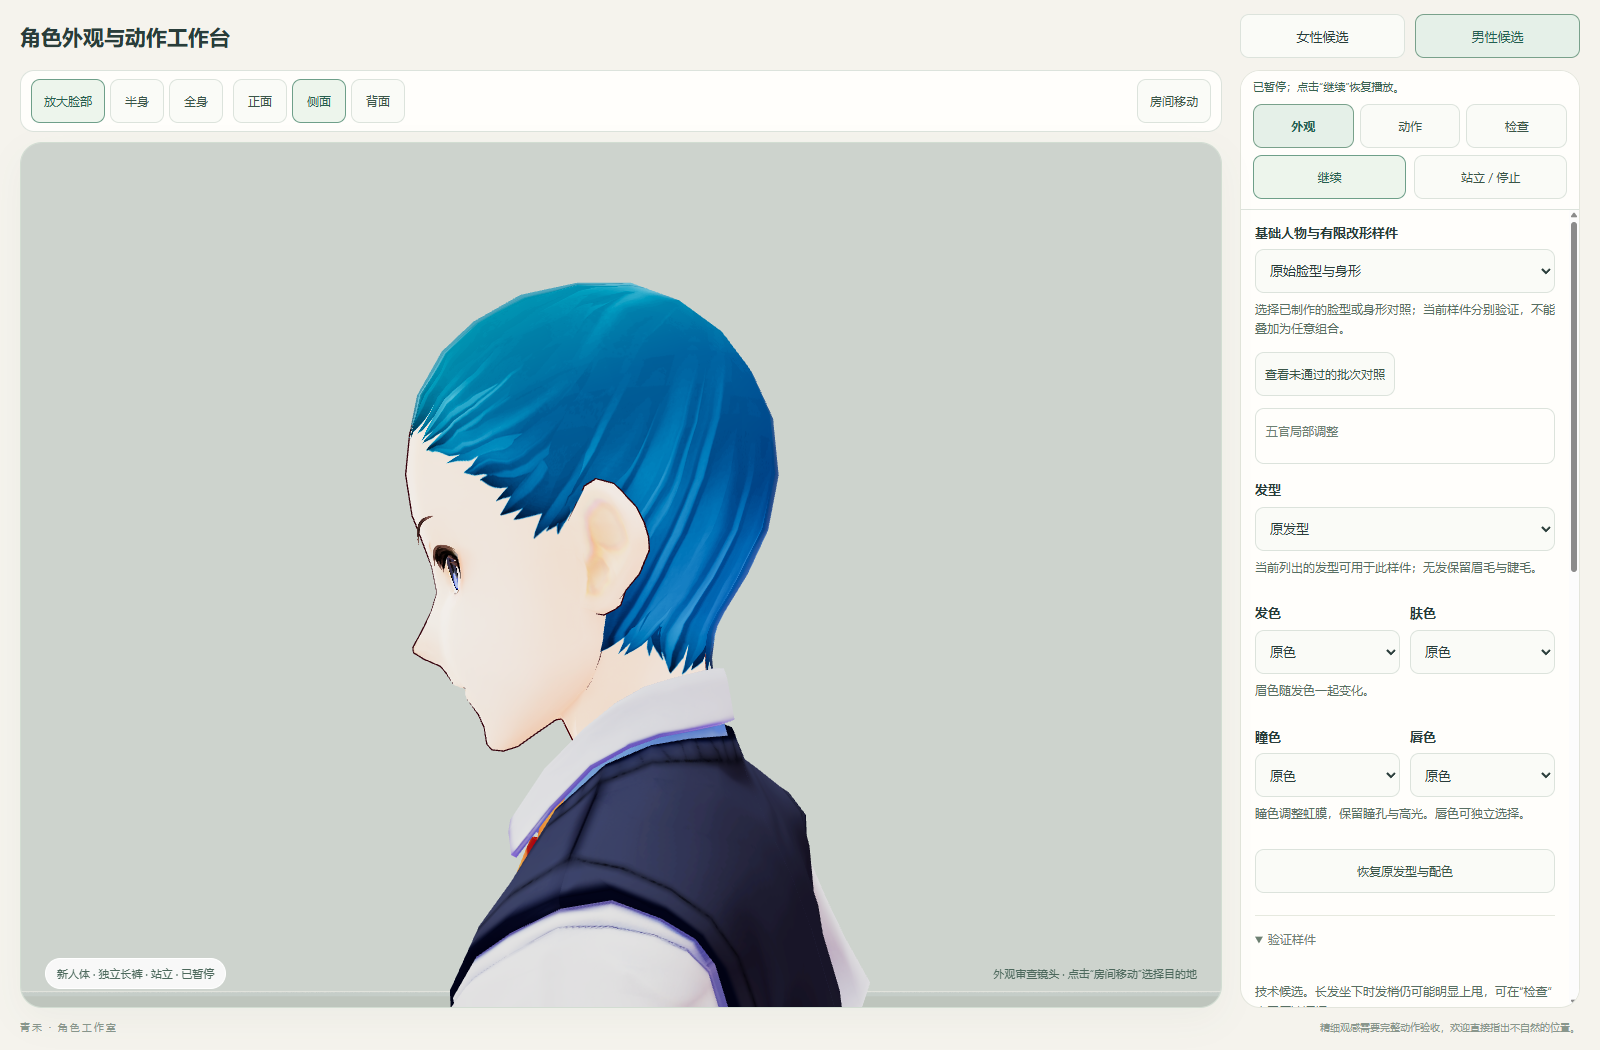 角色外观与动作工作台
女性候选
男性候选
放大脸部
半身
全身
正面
侧面
背面
房间移动
已暂停；点击“继续”恢复播放。
外观
动作
检查
继续
站立 / 停止
基础人物与有限改形样件
原始脸型与身形
选择已制作的脸型或身形对照；当前样件分别验证，不能
叠加为任意组合。
查看未通过的批次对照
五官局部调整
发型
原发型
当前列出的发型可用于此样件；无发保留眉毛与睫毛。
发色
肤色
原色
原色
眉色随发色一起变化。
瞳色
唇色
原色
原色
瞳色调整虹膜，保留瞳孔与高光。唇色可独立选择。
恢复原发型与配色
▼ 验证样件
技术候选。长发坐下时发梢仍可能明显上甩，可在“检查”
新人体 · 独立长裤 · 站立 · 已暂停
外观审查镜头 · 点击“房间移动”选择目的地
青禾 · 角色工作室
精细观感需要完整动作验收，欢迎直接指出不自然的位置。